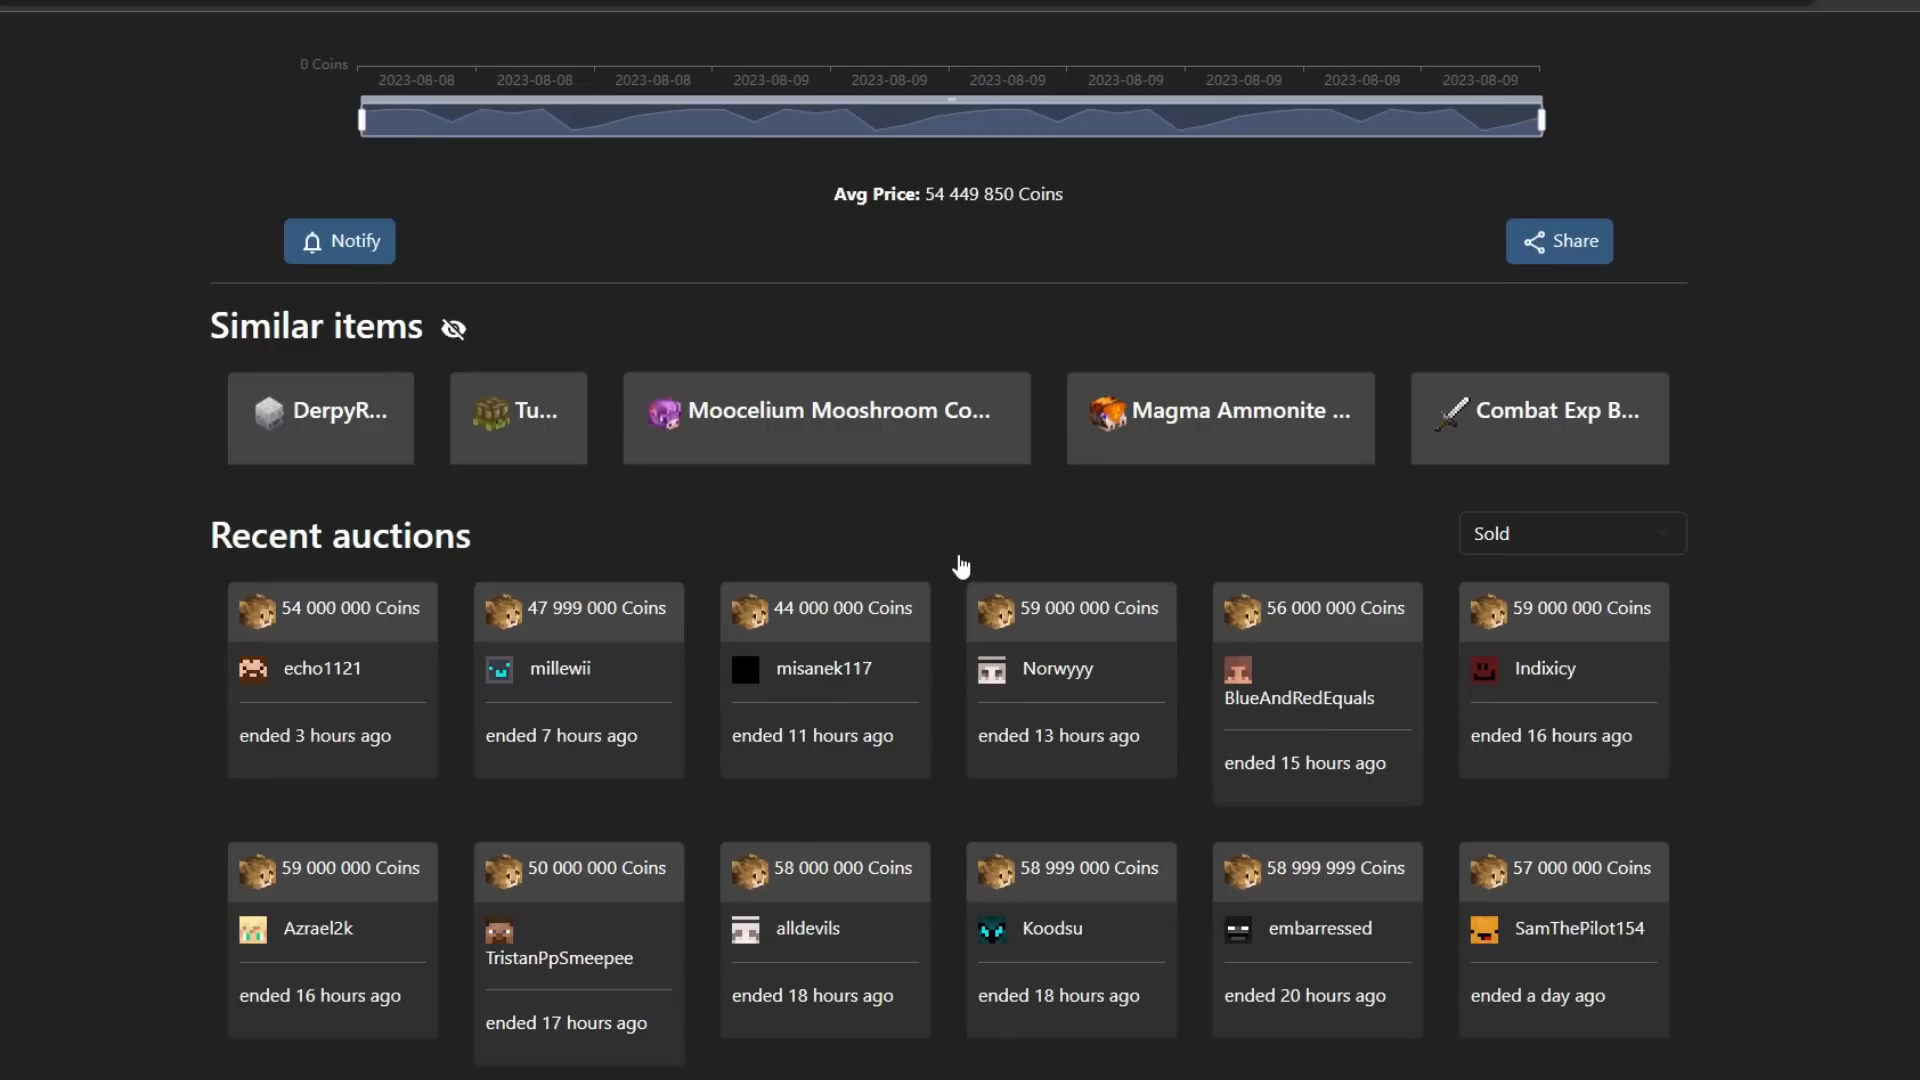 0 Coins
2023-08-08 2023-08-08 2023-08-08 2023-08-09 2023-08-09 2023-08-09 2023-08-09 2023-08-09 2023-08-09 2023-08-09
Avg Price: 54 449 850 Coins
Notify Share
Similar items
DerpyR... Tu... Moocelium Mooshroom Co... Magma Ammonite ... Combat Exp B...
Recent auctions Sold
54 000 000 Coins 47 999 000 Coins 44 000 000 Coins 59 000 000 Coins 56 000 000 Coins 59 000 000 Coins
echo1121 millewii misanek117 Norwyyy Indixicy
BlueAndRedEquals
ended 3 hours ago ended 7 hours ago ended 11 hours ago ended 13 hours ago ended 16 hours ago
ended 15 hours ago
59 000 000 Coins 50 000 000 Coins 58 000 000 Coins 58 999 000 Coins 58 999 999 Coins 57 000 000 Coins
Azrael2k alldevils Koodsu embarressed SamThePilot154
TristanPpSmeepee
ended 16 hours ago ended 18 hours ago ended 18 hours ago ended 20 hours ago ended a day ago
ended 17 hours ago